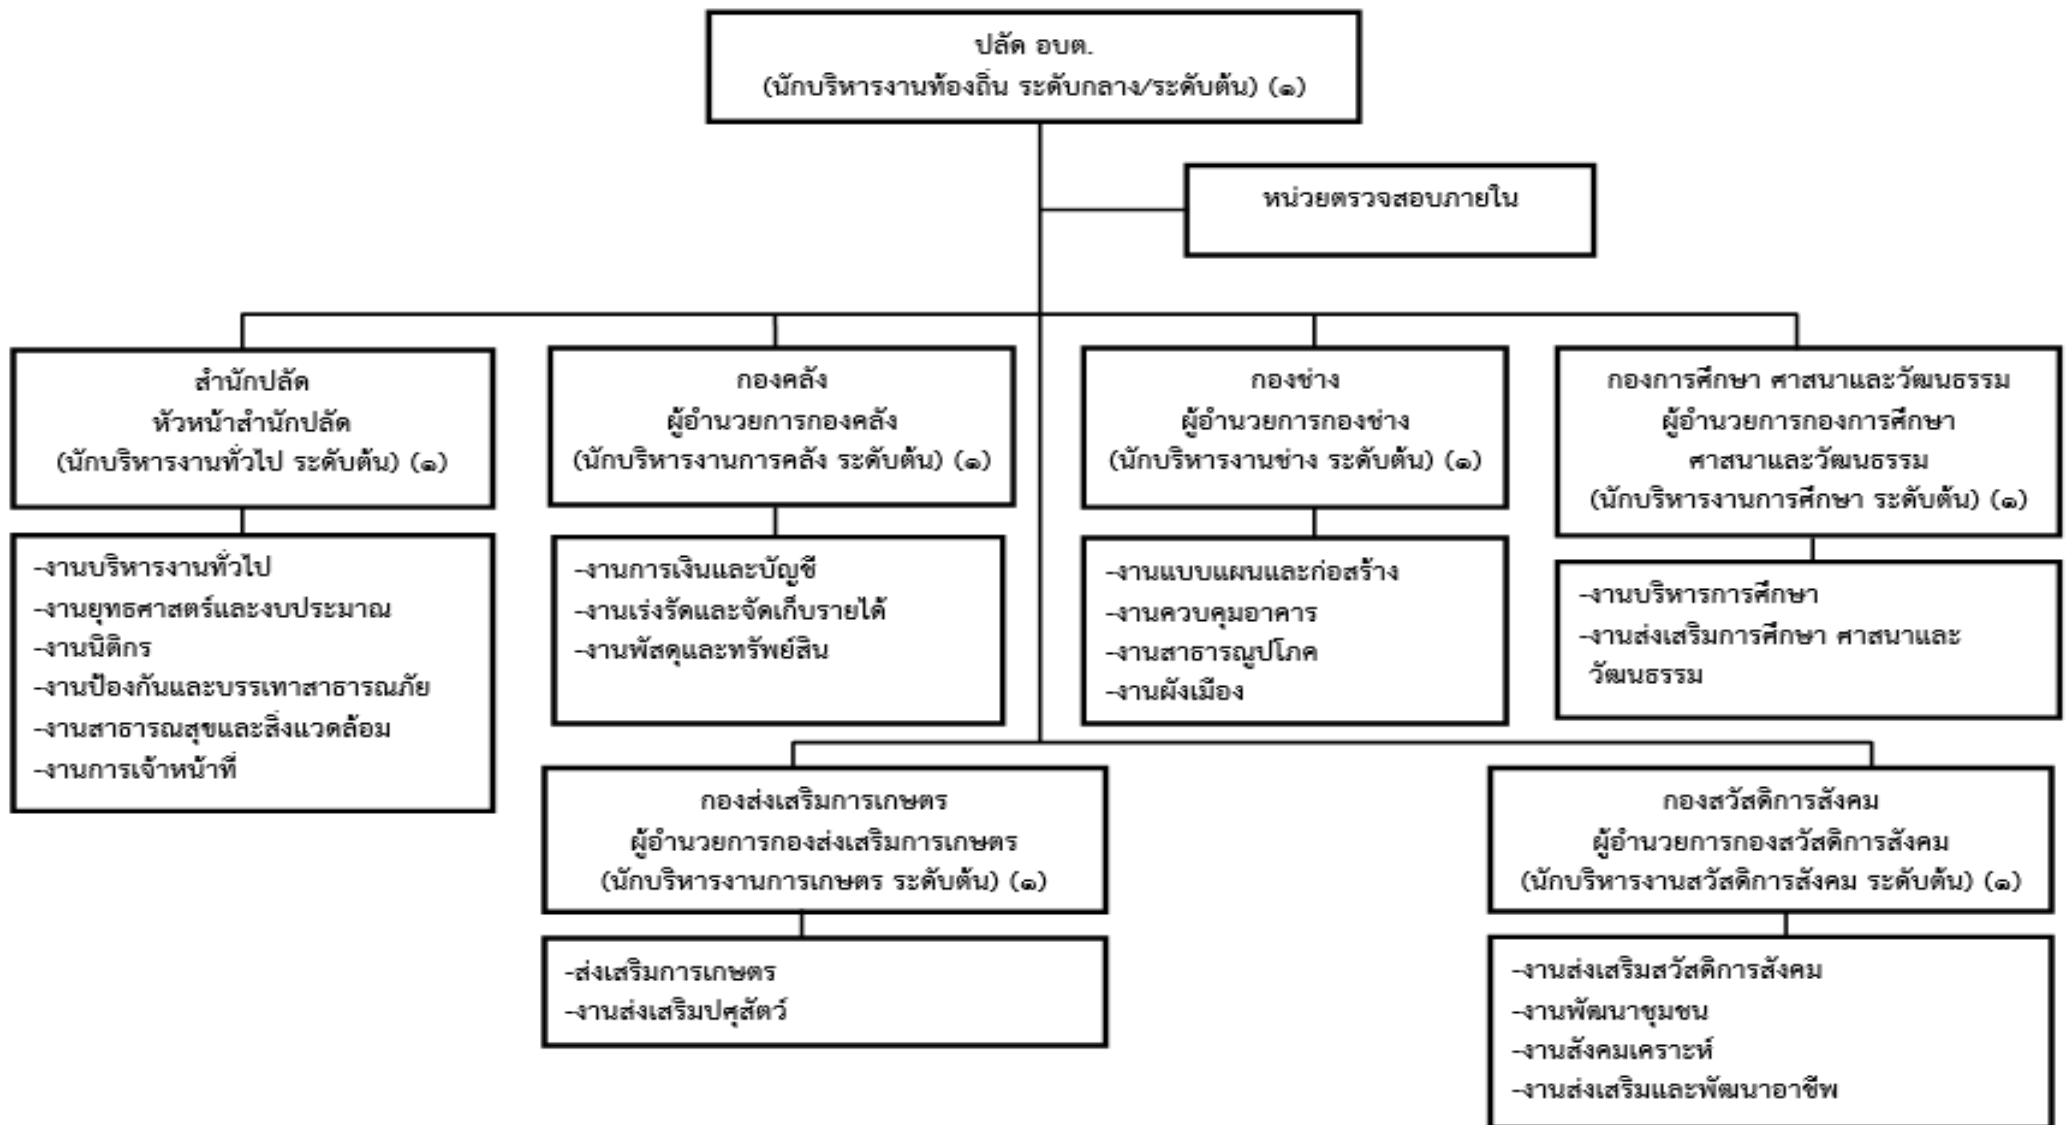 ปลัด อบต.
(นักบริหารงานท้องถิ่น ระดับกลาง/ระดับต้น) (๑)
หน่วยตรวจสอบภายใน
สำนักปลัด
หัวหน้าสำนักปลัด
(นักบริหารงานทั่วไป ระดับต้น) (๑)
-งานบริหารงานทั่วไป
-งานยุทธศาสตร์และงบประมาณ
-งานนิติกร
-งานป้องกันและบรรเทาสาธารณภัย
-งานสาธารณสุขและสิ่งแวดล้อม
-งานการเจ้าหน้าที่
กองคลัง
ผู้อำนวยการกองคลัง
(นักบริหารงานการคลัง ระดับต้น) (๑)
-งานการเงินและบัญชี
-งานเร่งรัดและจัดเก็บรายได้
-งานพัสดุและทรัพย์สิน
กองช่าง
ผู้อำนวยการกองช่าง
(นักบริหารงานช่าง ระดับต้น) (๑)
-งานแบบแผนและก่อสร้าง
-งานควบคุมอาคาร
-งานสาธารณูปโภค
-งานผังเมือง
กองการศึกษา ศาสนาและวัฒนธรรม
ผู้อำนวยการกองการศึกษา
ศาสนาและวัฒนธรรม
(นักบริหารงานการศึกษา ระดับต้น) (๑)
-งานบริหารการศึกษา
-งานส่งเสริมการศึกษา ศาสนาและ
วัฒนธรรม
กองส่งเสริมการเกษตร
ผู้อำนวยการกองส่งเสริมการเกษตร
(นักบริหารงานการเกษตร ระดับต้น) (๑)
-ส่งเสริมการเกษตร
-งานส่งเสริมปศุสัตว์
กองสวัสดิการสังคม
ผู้อำนวยการกองสวัสดิการสังคม
(นักบริหารงานสวัสดิการสังคม ระดับต้น) (๑)
-งานส่งเสริมสวัสดิการสังคม
-งานพัฒนาชุมชน
-งานสังคมเคราะห์
-งานส่งเสริมและพัฒนาอาชีพ